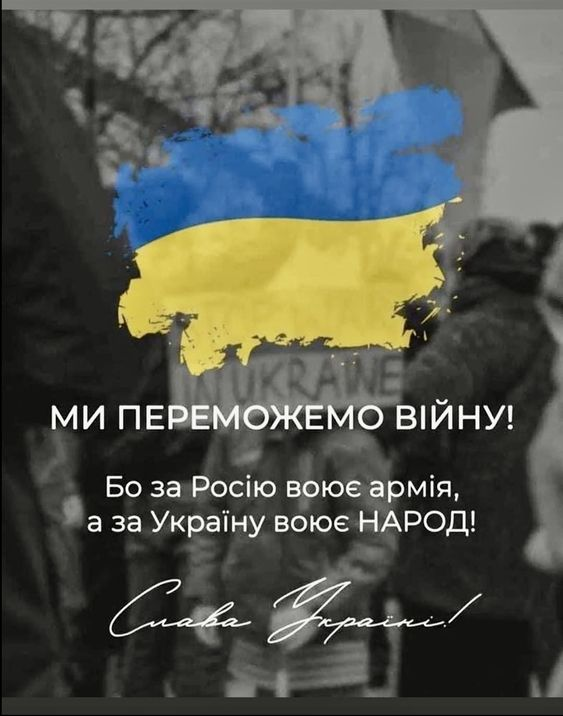 UKRAINE
МИ ПЕРЕМОЖЕМО ВІЙНУ!
Бо за Росію воює армія,
а за Україну воює НАРОД!
Слава Україні!